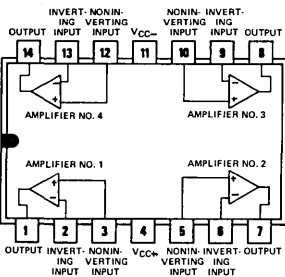 INVERT- NONIN- NONIN- INVERT-
ING VERTING VERTING ING
OUTPUT INPUT INPUT VCC− INPUT INPUT OUTPUT
14 13 12 11 10 9 8
− + + −
AMPLIFIER NO. 4 AMPLIFIER NO. 3
AMPLIFIER NO. 1 AMPLIFIER NO. 2
+ − + −
1 2 3 4 5 6 7
OUTPUT INVERT- NONIN- VCC+ NONIN- INVERT- OUTPUT
ING VERTING VERTING ING
INPUT INPUT INPUT INPUT